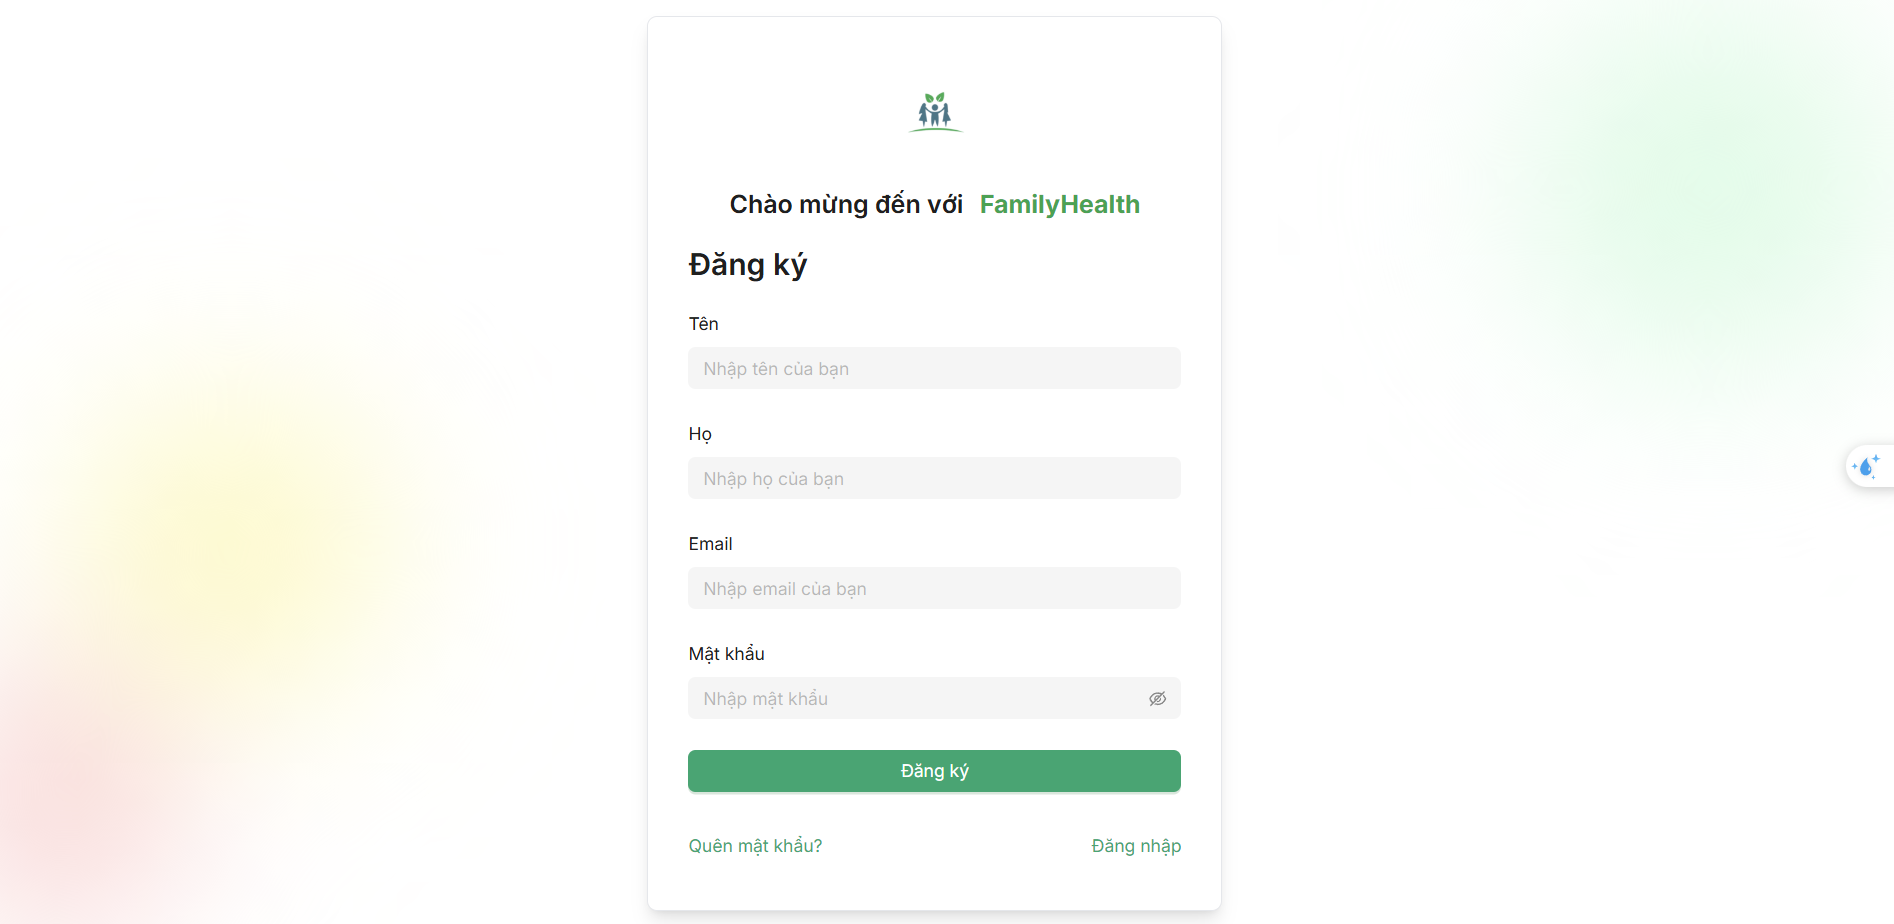 Chào mừng đến với FamilyHealth
Đăng ký
Tên
Nhập tên của bạn
Họ
Nhập họ của bạn
Email
Nhập email của bạn
Mật khẩu
Nhập mật khẩu
Đăng ký
Quên mật khẩu? Đăng nhập